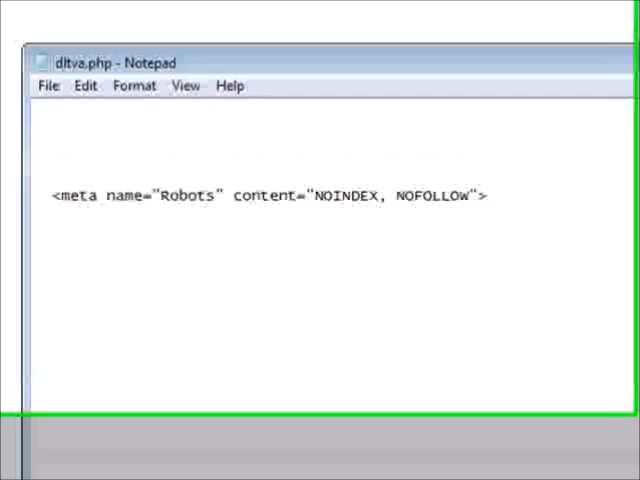 dltva.php - Notepad
File Edit Format View Help
<meta name="Robots" content="NOINDEX, NOFOLLOW">